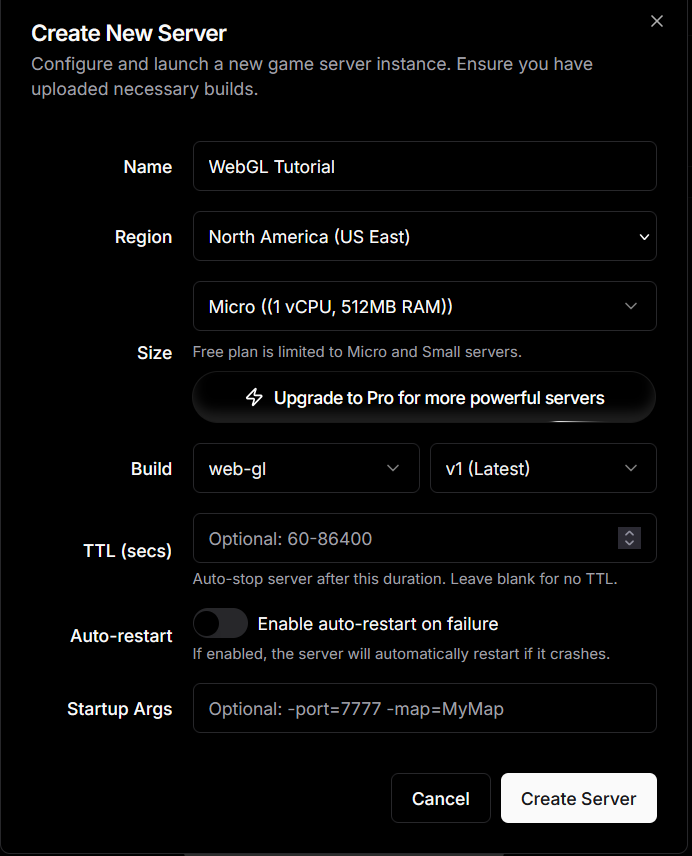 Create New Server
Configure and launch a new game server instance. Ensure you have
uploaded necessary builds.
Name
WebGL Tutorial
Region
North America (US East)
Size
Micro ((1 vCPU, 512MB RAM))
Free plan is limited to Micro and Small servers.
Upgrade to Pro for more powerful servers
Build
web-gl
v1 (Latest)
TTL (secs)
Optional: 60-86400
Auto-stop server after this duration. Leave blank for no TTL.
Auto-restart
Enable auto-restart on failure
If enabled, the server will automatically restart if it crashes.
Startup Args
Optional: -port=7777 -map=MyMap
Cancel
Create Server